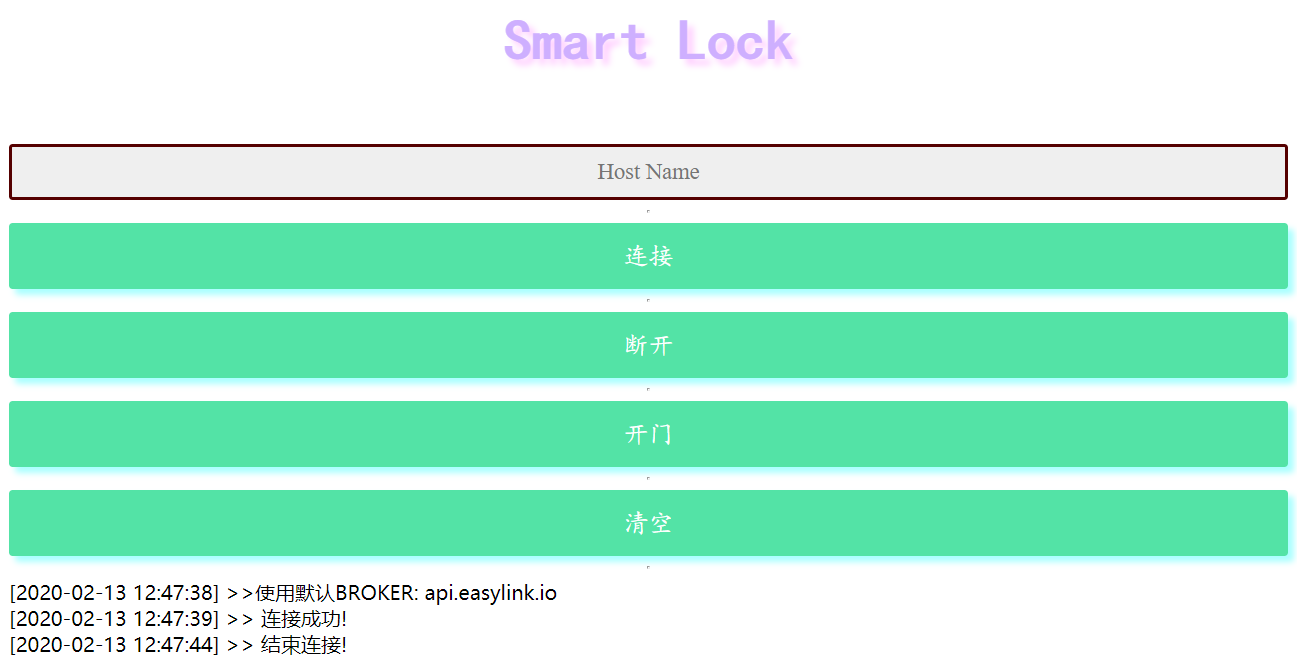 Smart Lock
Host Name
连接
断开
开门
清空
[2020-02-13 12:47:38] >>使用默认BROKER: api.easylink.io
[2020-02-13 12:47:39] >> 连接成功!
[2020-02-13 12:47:44] >> 结束连接!